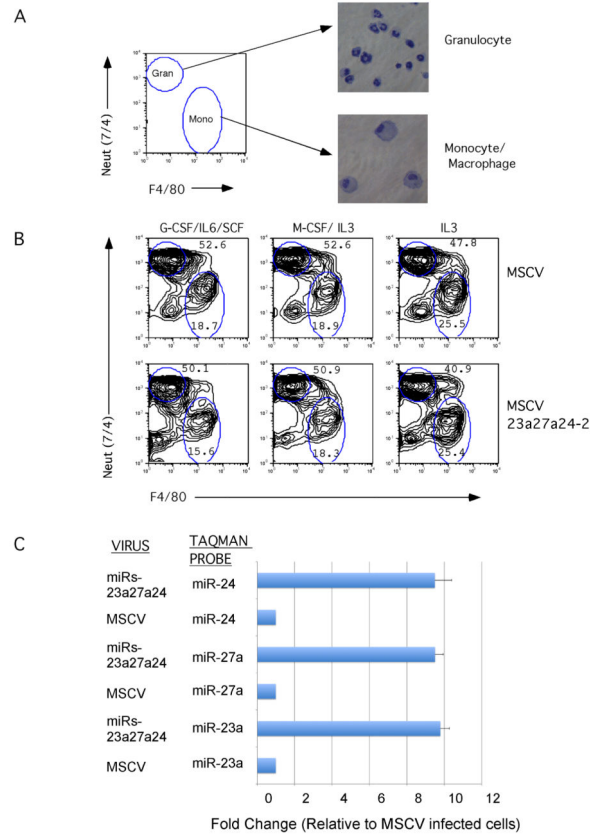 A
Granulocyte
Gran
Mono
Neut (7/4)
F4/80
Monocyte/
Macrophage
B
G-CSF/IL6/SCF
M-CSF/ IL3
IL3
52.6
52.6
47.8
MSCV
18.7
18.9
25.5
Neut (7/4)
50.1
50.9
40.9
MSCV
23a27a24-2
15.6
18.3
25.4
F4/80
C
VIRUS
TAQMAN
PROBE
miRs-
23a27a24
miR-24
MSCV
miR-24
miRs-
23a27a24
miR-27a
MSCV
miR-27a
miRs-
23a27a24
miR-23a
MSCV
miR-23a
0 2 4 6 8 10 12
Fold Change (Relative to MSCV infected cells)